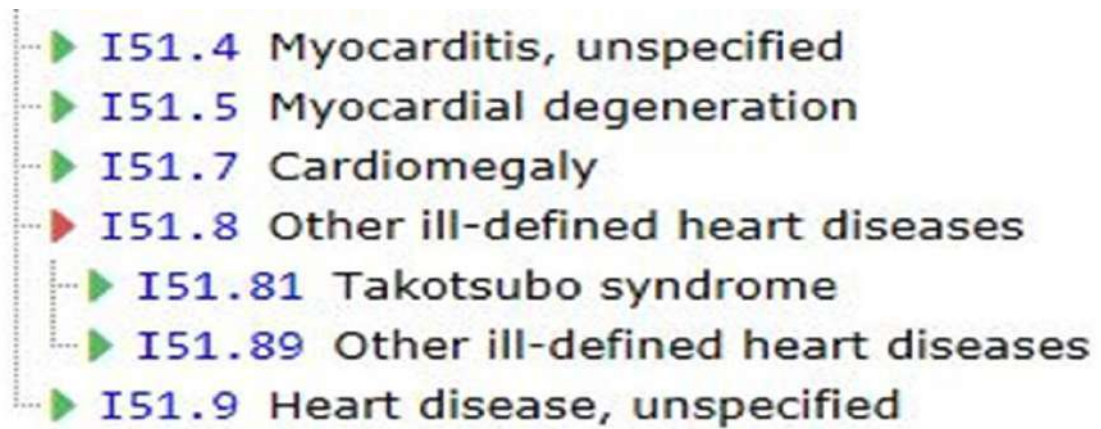 I51.4 Myocarditis, unspecified
I51.5 Myocardial degeneration
I51.7 Cardiomegaly
I51.8 Other ill-defined heart diseases
I51.81 Takotsubo syndrome
I51.89 Other ill-defined heart diseases
I51.9 Heart disease, unspecified